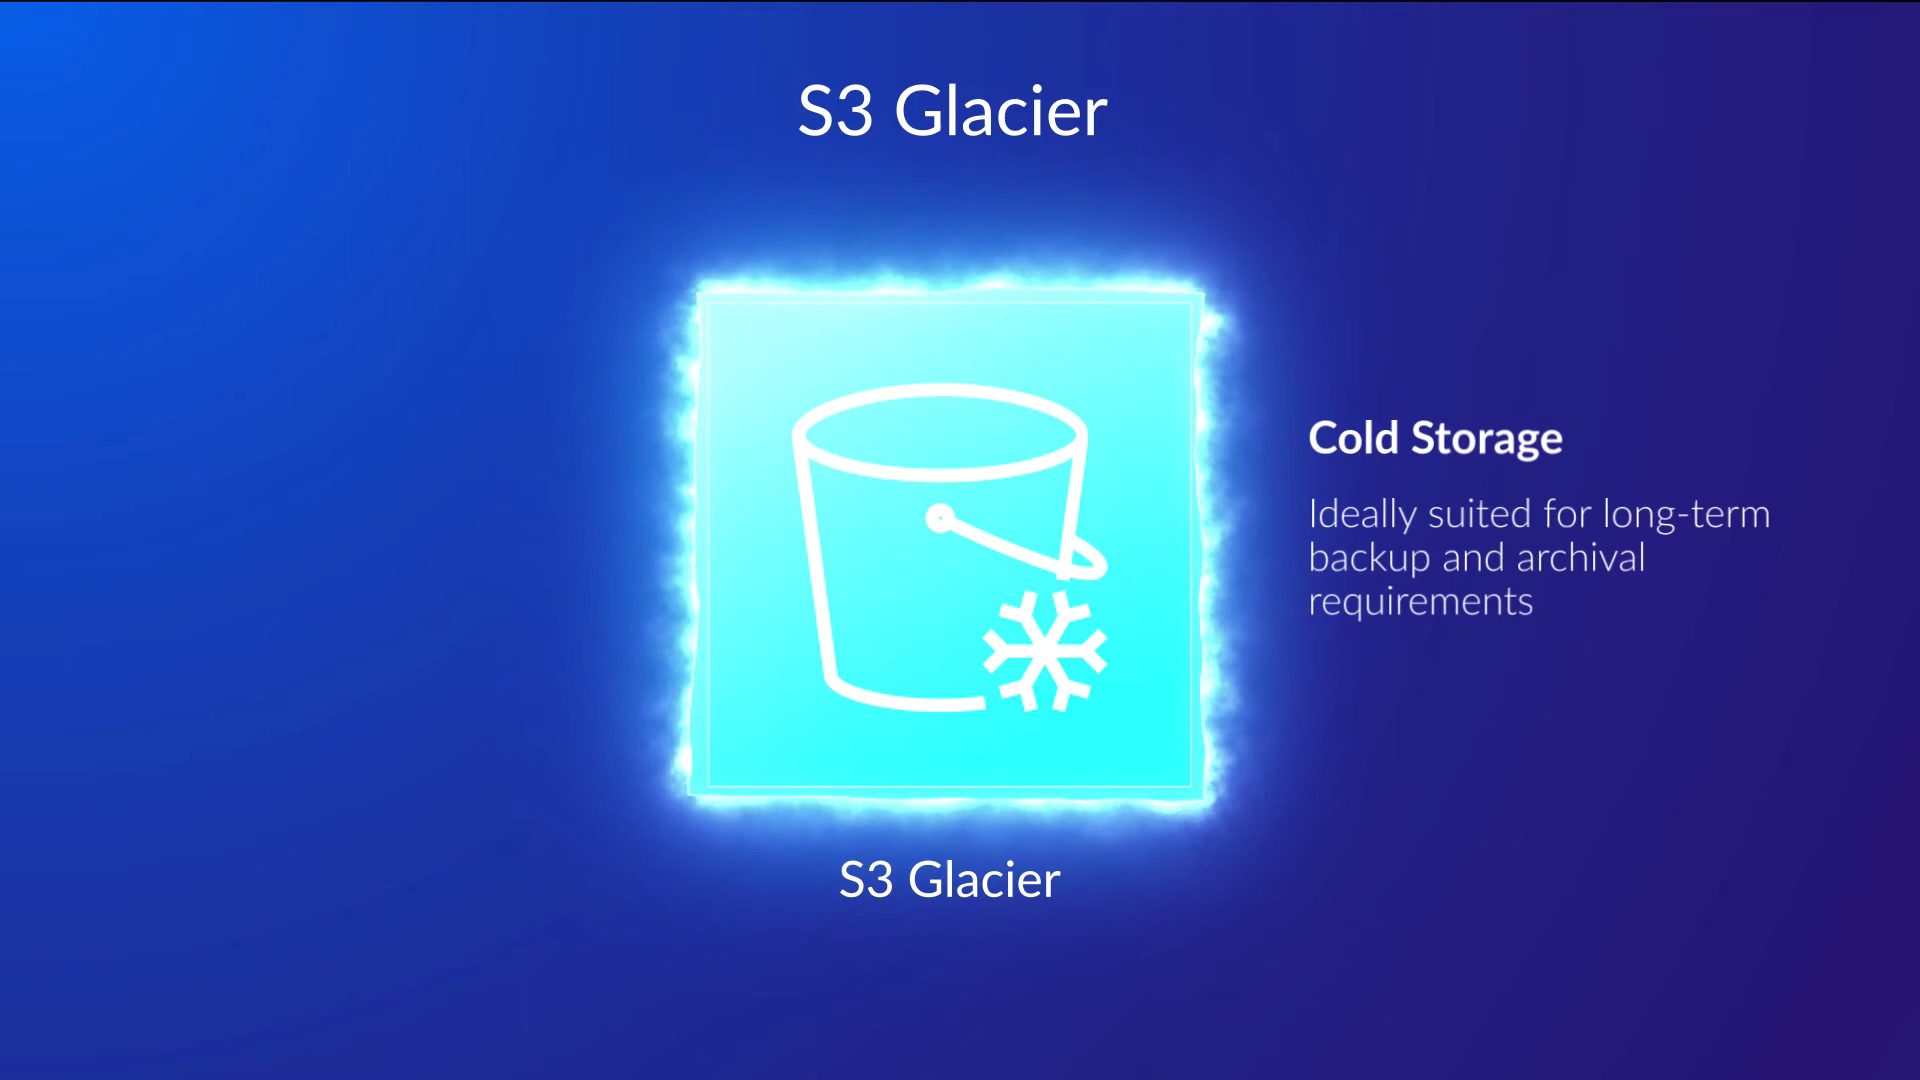 S3 Glacier
Cold Storage
Ideally suited for long-term
backup and archival
requirements
S3 Glacier